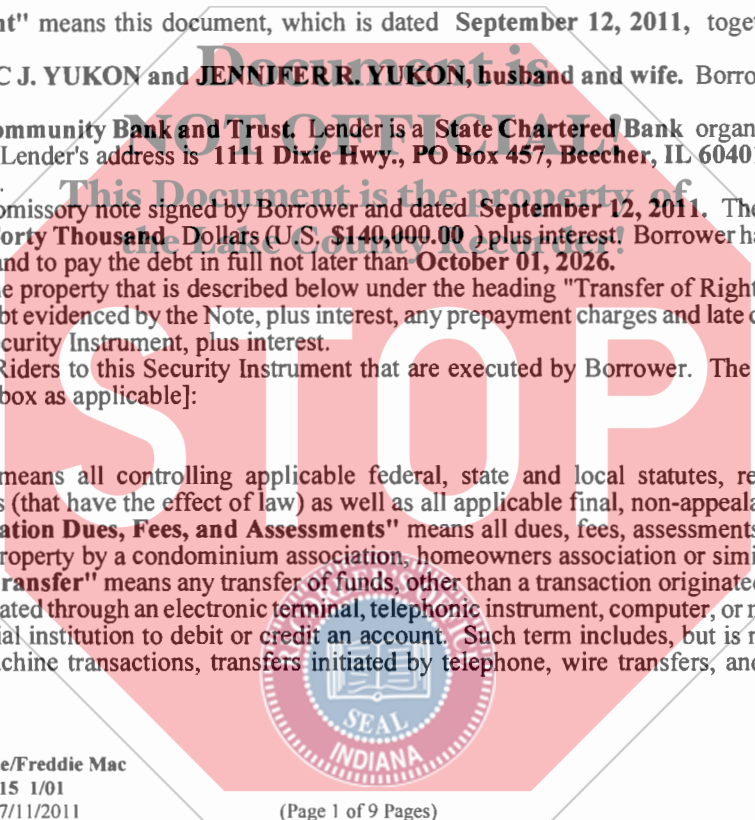 nt" means this document, which is dated September 12, 2011, toge
Document is
C J. YUKON and JENNIFER R. YUKON, husband and wife. Borro
NOT OFFICIAL!
ommunity Bank and Trust. Lender is a State Chartered Bank organ
Lender's address is 1111 Dixie Hwy., PO Box 457, Beecher, IL 60401
.
This Document is the property of
omissory note signed by Borrower and dated September 12, 2011. The
Forty Thousand Dollars (U.S. $140,000.00 ) plus interest. Borrower ha
the Lake County Recorder!
and to pay the debt in full not later than October 01, 2026.
e property that is described below under the heading "Transfer of Right
bt evidenced by the Note, plus interest, any prepayment charges and late c
curity Instrument, plus interest.
Riders to this Security Instrument that are executed by Borrower. The
box as applicable]:
STOP
means all controlling applicable federal, state and local statutes, re
s (that have the effect of law) as well as all applicable final, non-appeala
ation Dues, Fees, and Assessments" means all dues, fees, assessments
roperty by a condominium association, homeowners association or simi
ransfer" means any transfer of funds, other than a transaction originated
ated through an electronic terminal, telephonic instrument, computer, or m
ial institution to debit or credit an account. Such term includes, but is n
chine transactions, transfers initiated by telephone, wire transfers, and
RECORDER'S OFFICE
SEAL
INDIANA
e/Freddie Mac
15 1/01
7/11/2011
(Page 1 of 9 Pages)